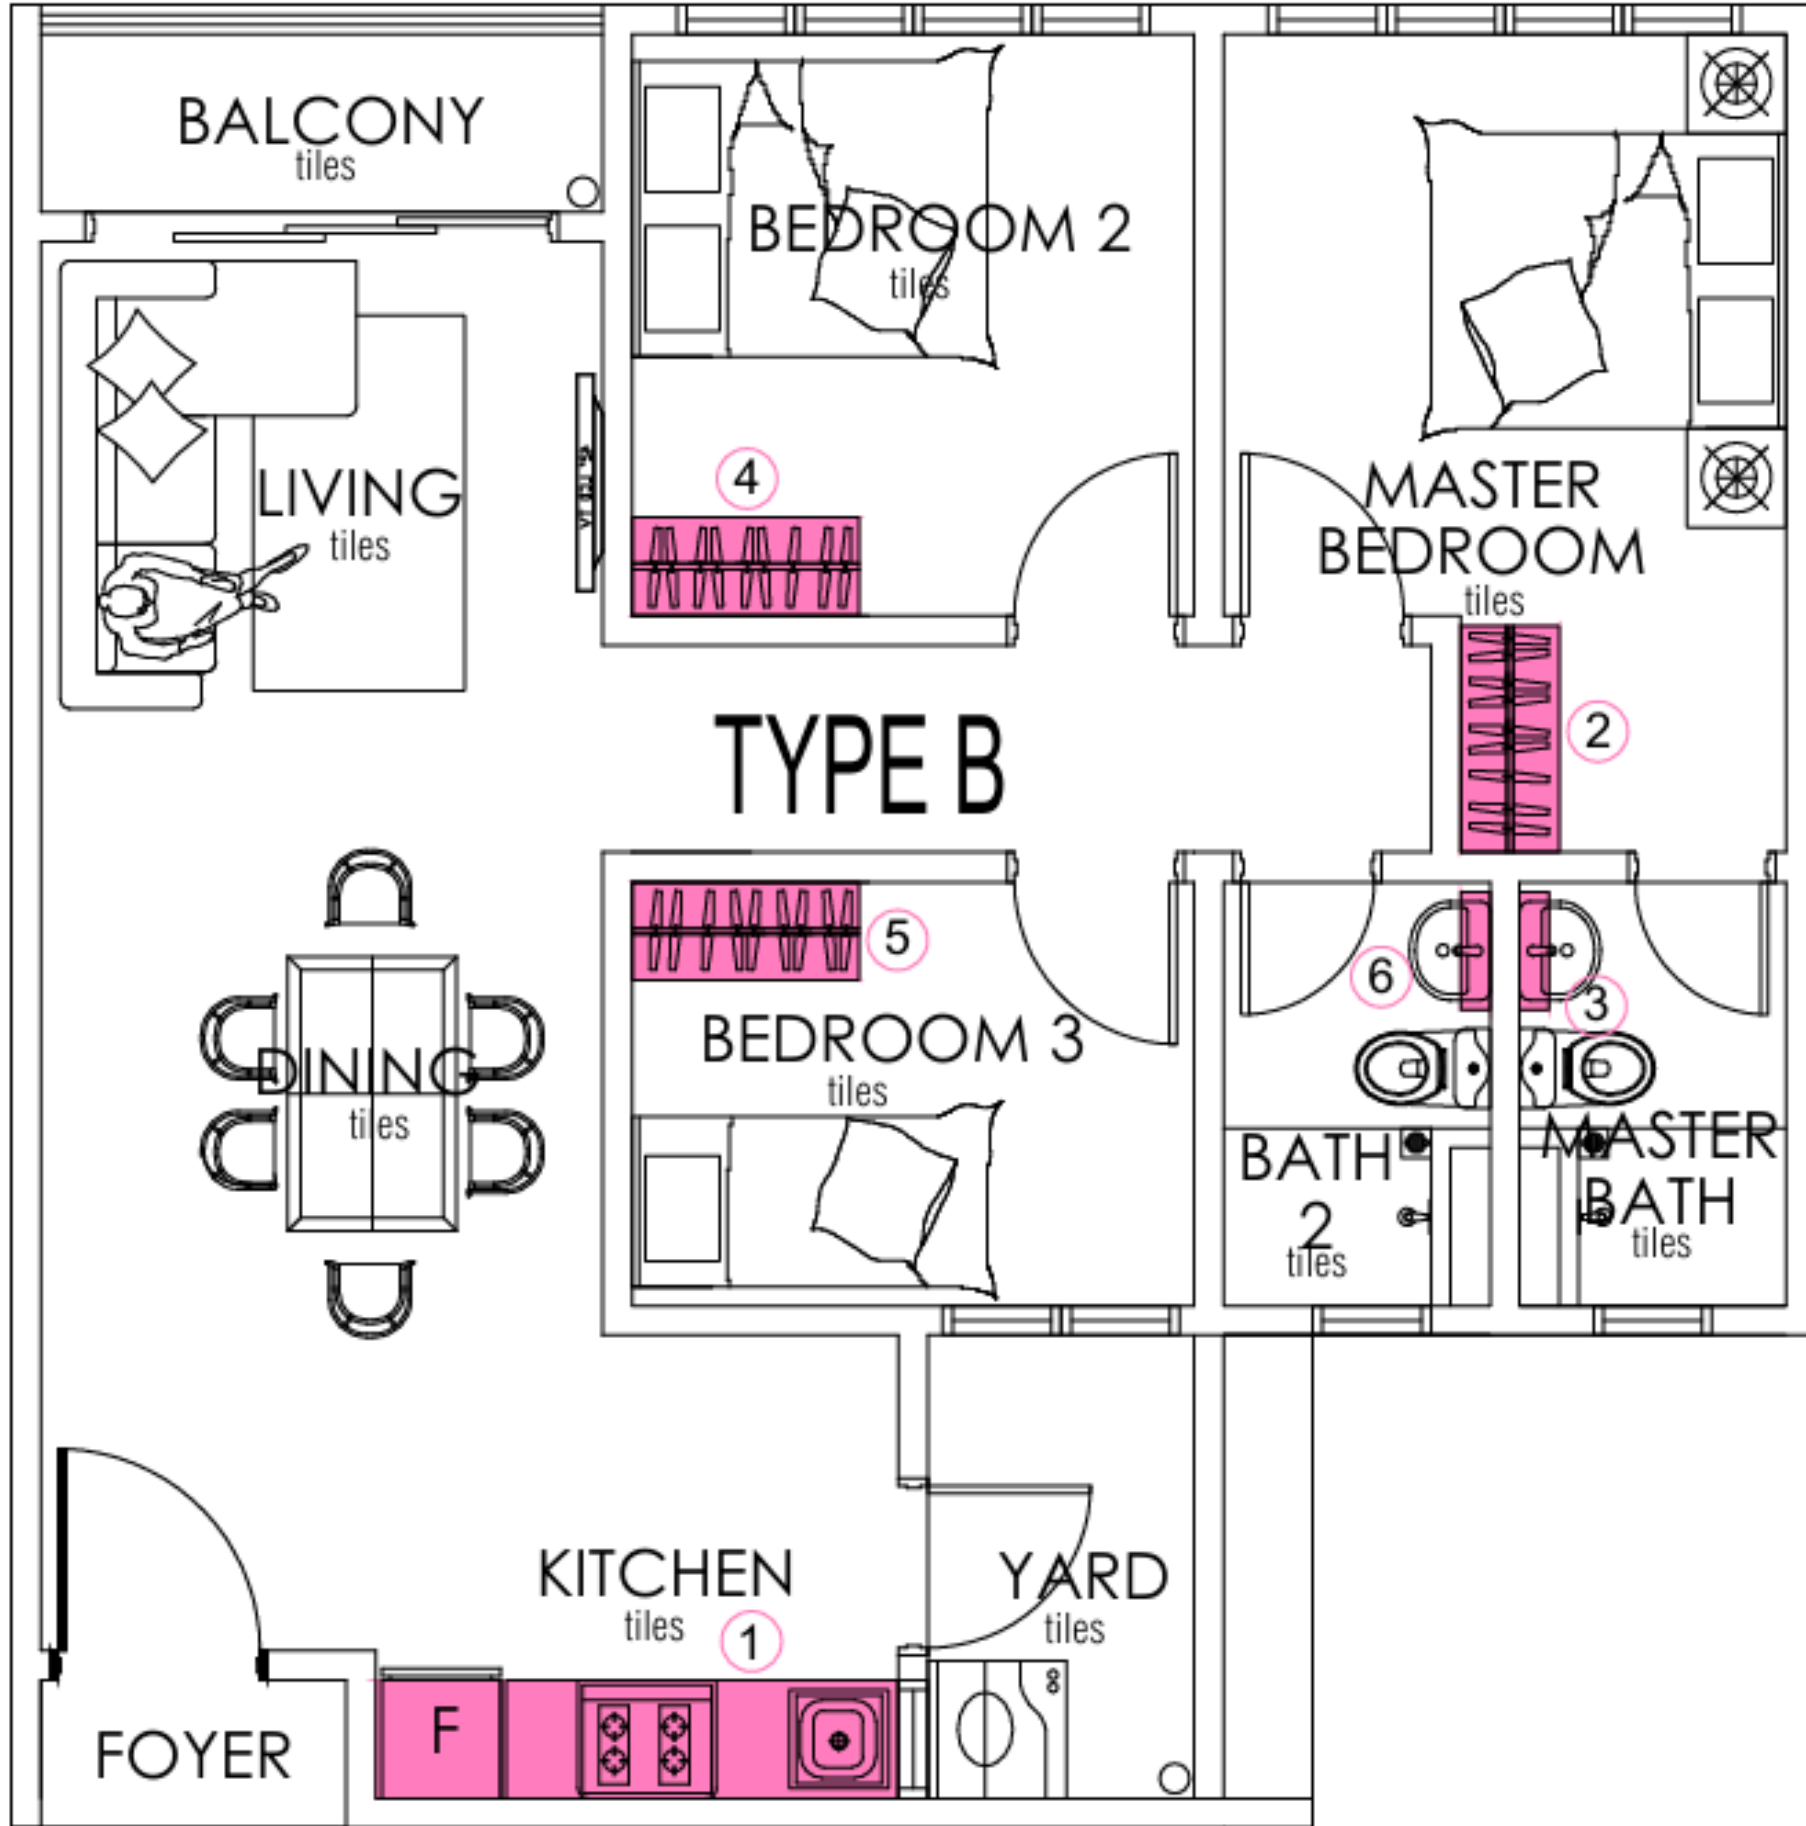 BALCONY
tiles
BEDROOM 2
tiles
LIVING
tiles
4
MASTER
BEDROOM
tiles
2
TYPE B
5
6
3
BEDROOM 3
tiles
DINING
tiles
BATH
2
tiles
MASTER
BATH
tiles
KITCHEN
tiles
1
YARD
tiles
F
FOYER